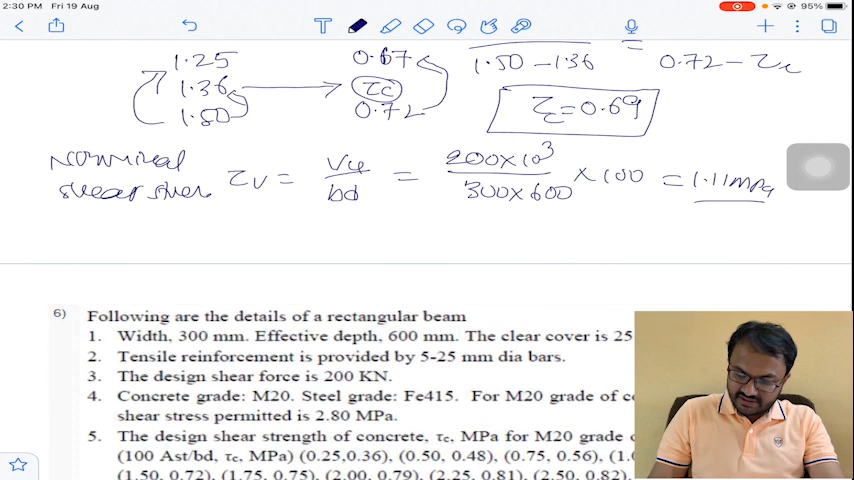 2:30 PM Fri 19 Aug 95%
1.25 0.67
1.36 τc
1.50 0.72
1.50 - 1.36 = 0.72 - τc
τc = 0.69
Nominal shear stress τv = Vu/bd = 200×10³/300×600 × 100 = 1.11 MPa
6) Following are the details of a rectangular beam
1. Width, 300 mm. Effective depth, 600 mm. The clear cover is 25
2. Tensile reinforcement is provided by 5-25 mm dia bars.
3. The design shear force is 200 KN.
4. Concrete grade: M20. Steel grade: Fe415. For M20 grade of
shear stress permitted is 2.80 MPa.
5. The design shear strength of concrete, τc, MPa for M20 grade
(100 Ast/bd, τc, MPa) (0.25,0.36), (0.50, 0.48), (0.75, 0.56), (1.0
(1.50, 0.72), (1.75, 0.75), (2.00, 0.79), (2.25, 0.81), (2.50, 0.82),